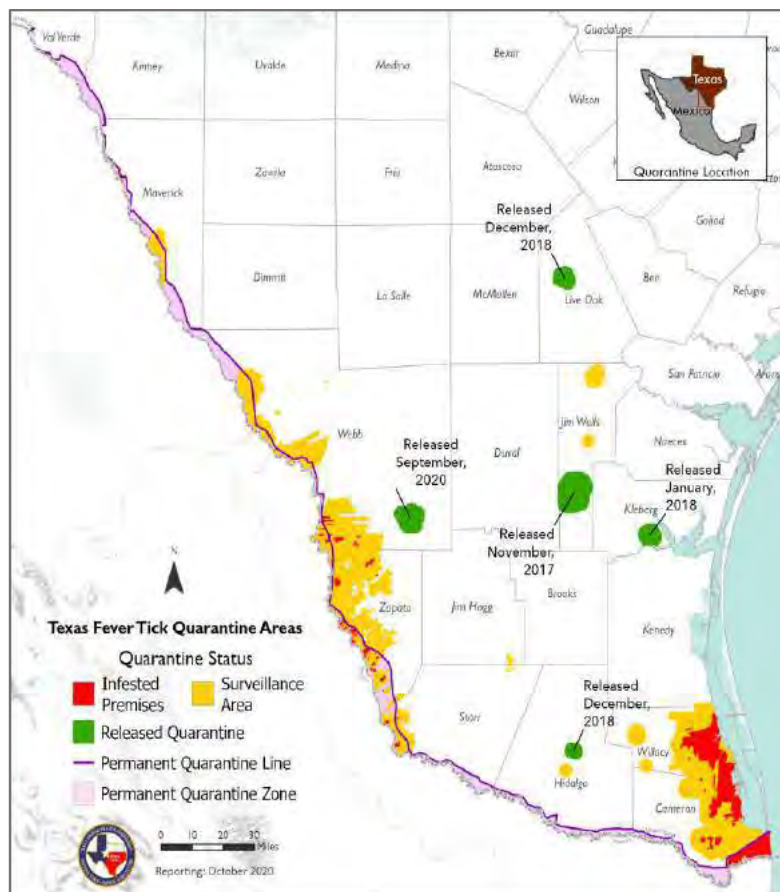 Val Verde
Kinney
Uvalde
Medina
Bexar
Guadalupe
Wilson
Texas
Mexico
Quarantine Location
Maverick
Zavala
Frio
Atascosa
Goliad
Released
December,
2018
Dimmit
La Salle
McMullen
Live Oak
Bee
Refugio
San Patricio
Webb
Duval
Jim Wells
Nueces
Released
September,
2020
Released
January,
2018
Kleberg
Released
November,
2017
N
Zapata
Jim Hogg
Brooks
Kenedy
Texas Fever Tick Quarantine Areas
Quarantine Status
Infested
Premises
Surveillance
Area
Released Quarantine
Permanent Quarantine Line
Permanent Quarantine Zone
Starr
Released
December,
2018
Hidalgo
Willacy
Cameron
0 10 20 30
Miles
Reporting: October 2020